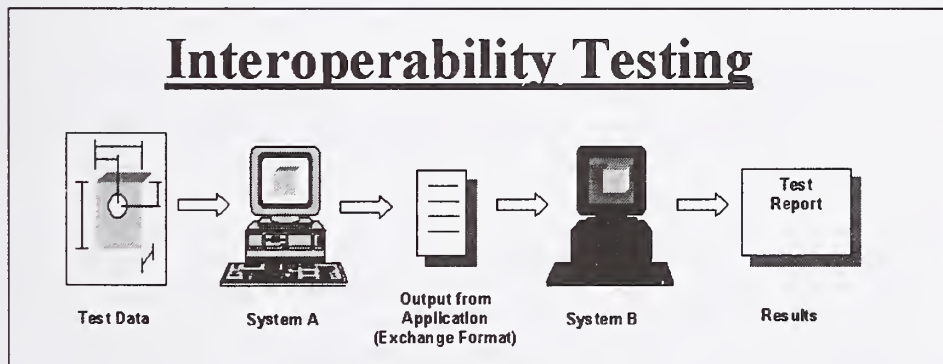 Interoperability Testing
Test
Report
Test Data
System A
Output from
Application
(Exchange Format)
System B
Results